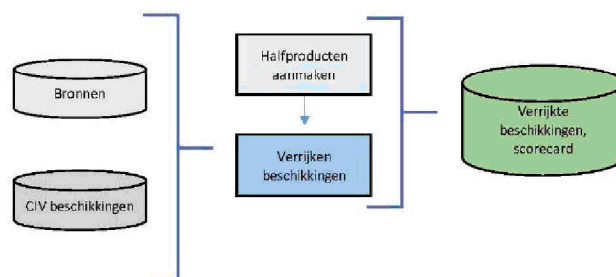 Bronnen
CIV beschikkingen
Halfproducten
aanmaken
Verrijken
beschikkingen
Verrijkte
beschikkingen,
scorecard